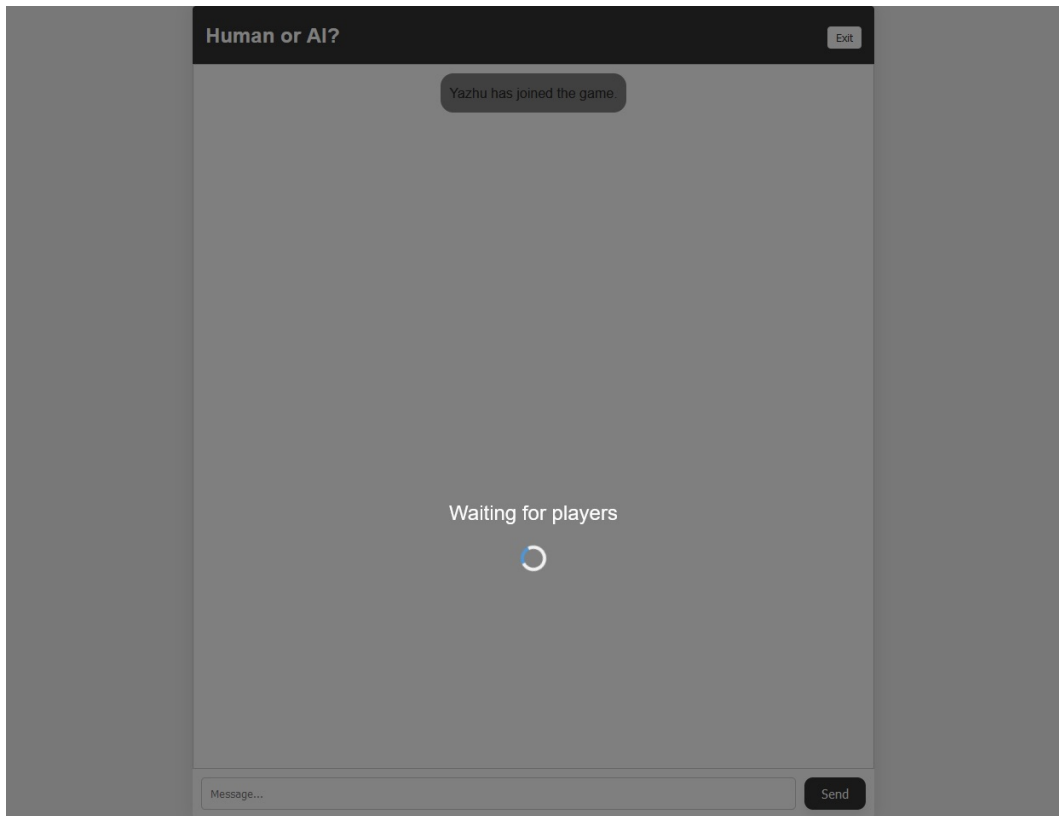 Human or AI?
Exit
Yazhu has joined the game.
Waiting for players
Message...
Send